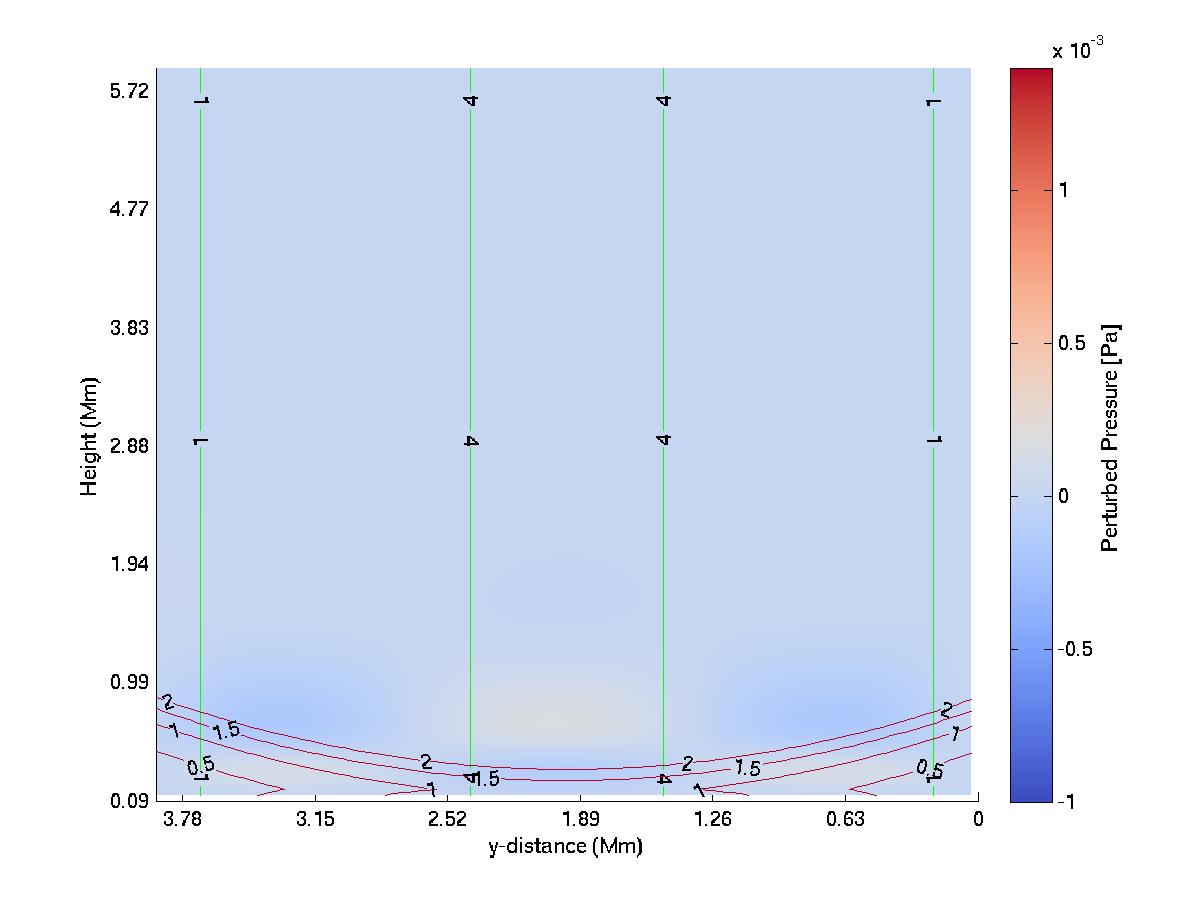 x 10-3
5.72
4.77
3.83
2.88
1.94
0.99
0.09
Height (Mm)
1 4 4 1
1 4 4 1
2 2
1 1.5 2 2 1.5 1
0.5 1 4 1.5 4 1 0.5 1
1
3.78 3.15 2.52 1.89 1.26 0.63 0
y-distance (Mm)
1
0.5
0
-0.5
-1
Perturbed Pressure [Pa]